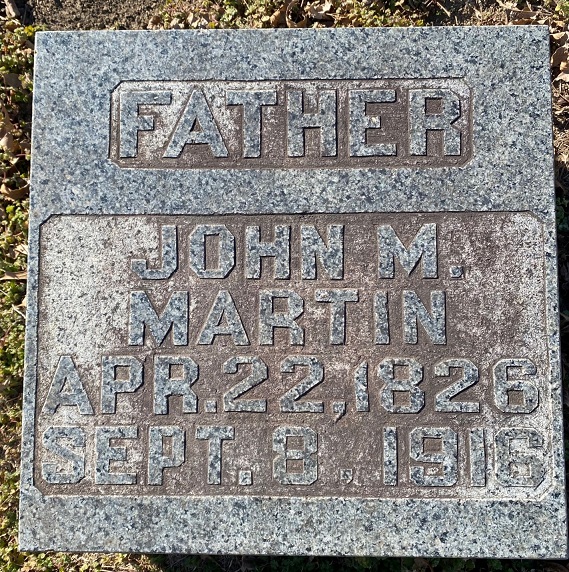 FATHER
JOHN M.
MARTIN
APR. 22, 1826
SEPT. 8, 1916